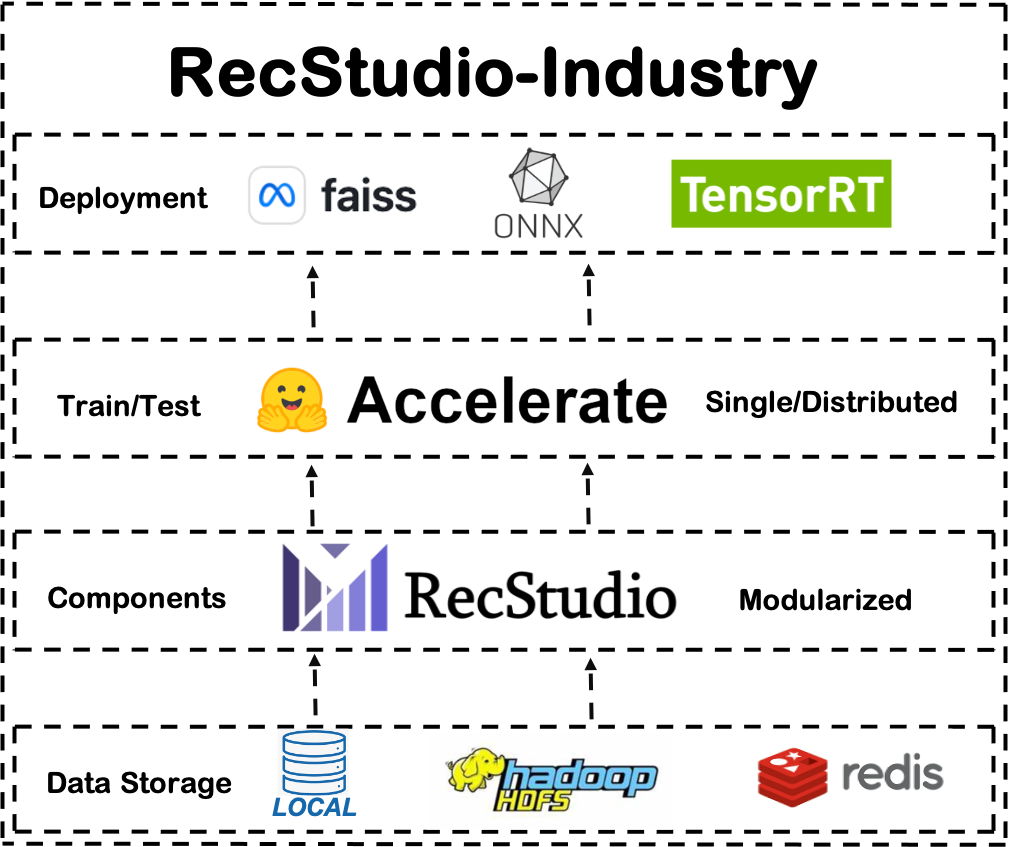 RecStudio-Industry
Deployment
faiss
ONNX
TensorRT
Train/Test
Accelerate
Single/Distributed
Components
RecStudio
Modularized
Data Storage
LOCAL
hadoop
HDFS
redis